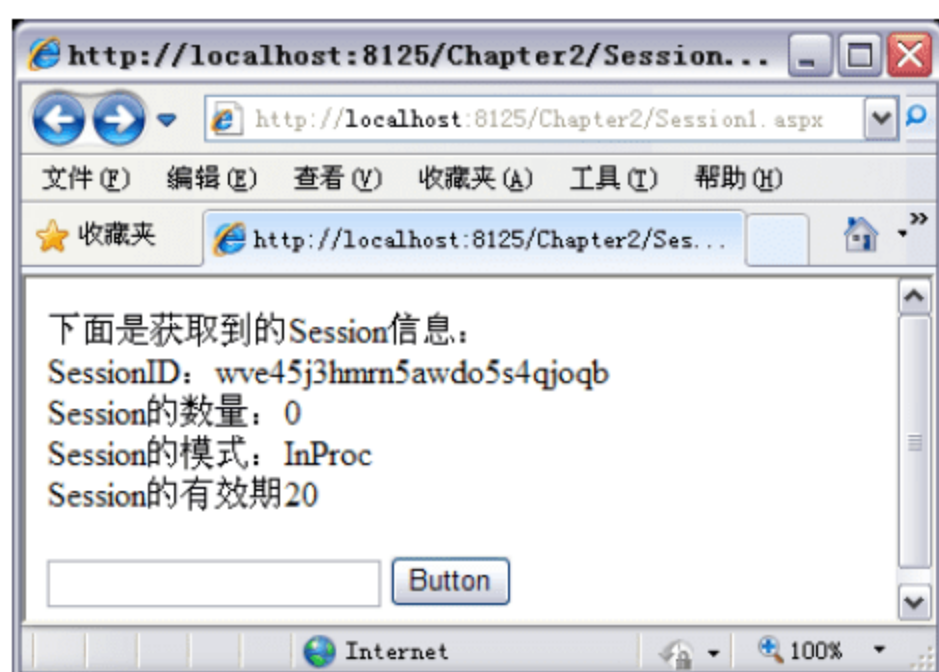 http://localhost:8125/Chapter2/Session...
http://localhost:8125/Chapter2/Session1.aspx
文件(F) 编辑(E) 查看(V) 收藏夹(A) 工具(T) 帮助(H)
收藏夹 http://localhost:8125/Chapter2/Ses... »
下面是获取到的Session信息：
SessionID：wve45j3hmrn5awdo5s4qjoqb
Session的数量：0
Session的模式：InProc
Session的有效期20
Button
Internet 100%